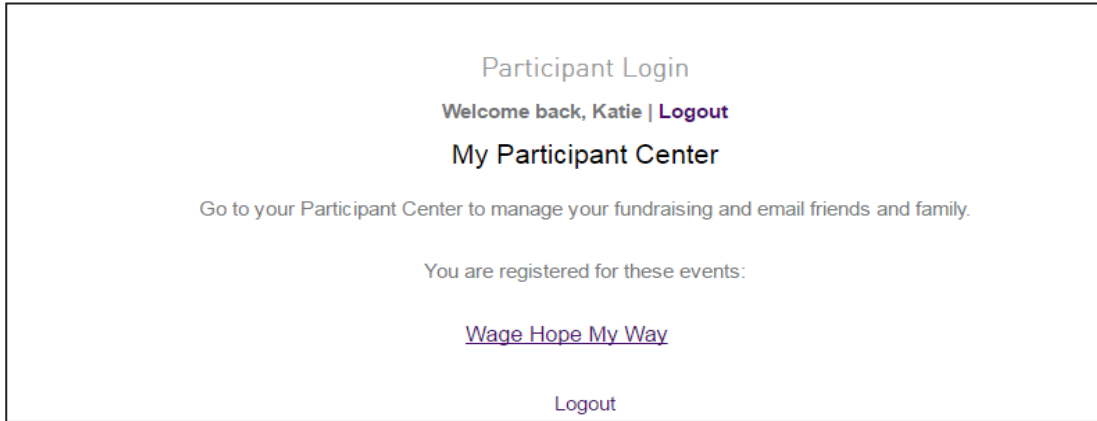 Participant Login
Welcome back, Katie | Logout
My Participant Center
Go to your Participant Center to manage your fundraising and email friends and family.
You are registered for these events:
Wage Hope My Way
Logout